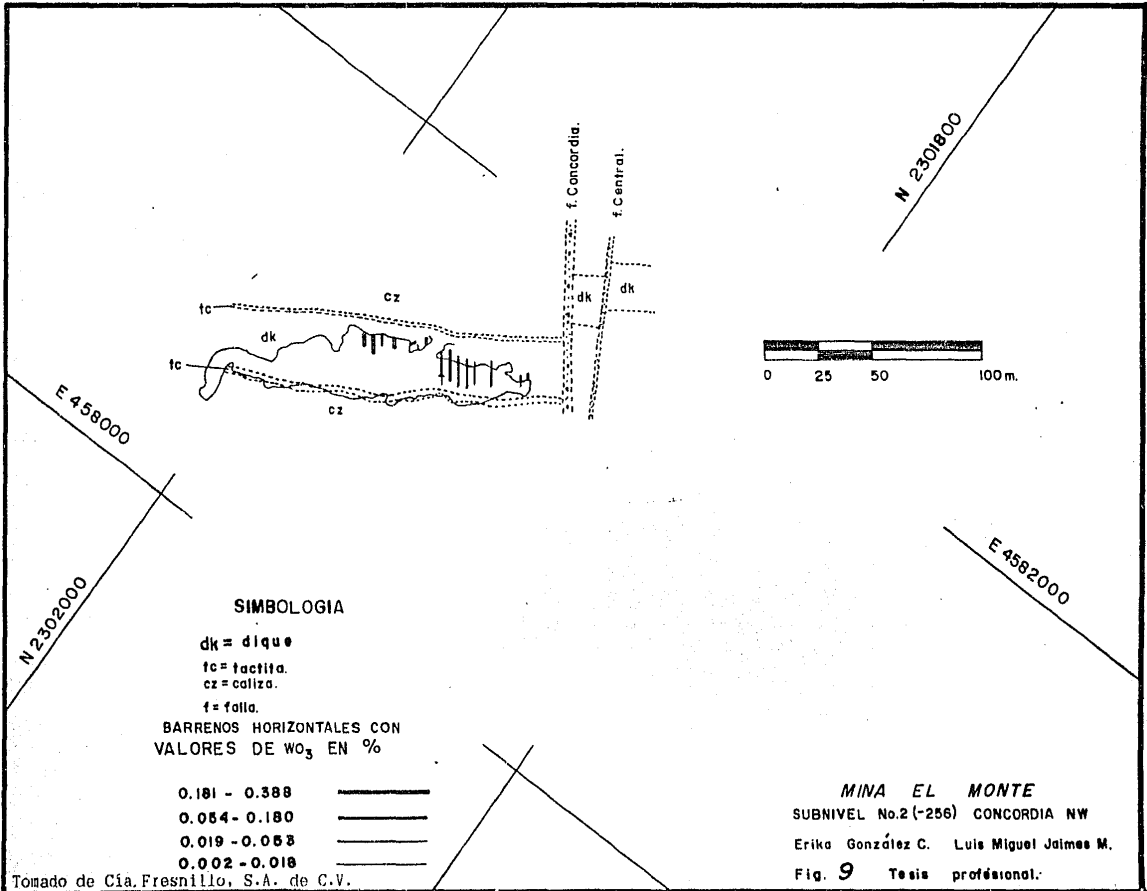 f. Concordia.
f. Central.
N 2301800
tc
cz
dk
dk
dk
tc
cz
0 25 50 100 m.
E 458000
N 2302000
E 4582000
SIMBOLOGIA
dk = dique
tc = tactita.
cz = caliza.
f = falla.
BARRENOS HORIZONTALES CON
VALORES DE WO3 EN %
0.181 - 0.388
0.054 - 0.180
0.019 - 0.053
0.002 - 0.018
Tomado de Cía. Fresnillo, S.A. de C.V.
MINA EL MONTE
SUBNIVEL No.2 (-256) CONCORDIA NW
Erika González C. Luis Miguel Jaimes M.
Fig. 9 Tesis profesional.